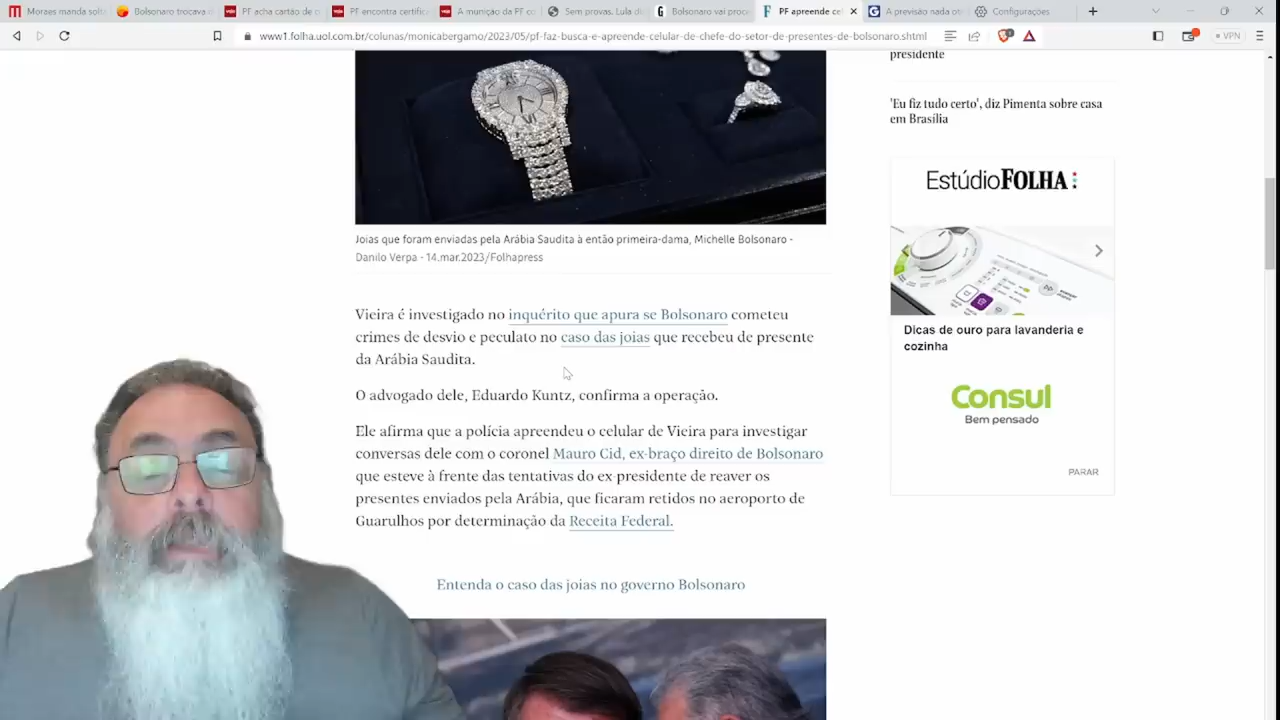 Moraes manda solt
Bolsonaro trocava e
PF acha cartão de o
PF encontra certific
A munição da PF co
Sem provas, Lula di
Bolsonaro vai proc
PF apreende cel
A previsão nada oti
Configurações
www1.folha.uol.com.br/colunas/monicabergamo/2023/05/pf-faz-busca-e-apreende-celular-de-chefe-do-setor-de-presentes-de-bolsonaro.shtml
VPN
presidente
'Eu fiz tudo certo', diz Pimenta sobre casa
em Brasília
EstúdioFOLHA
Joias que foram enviadas pela Arábia Saudita à então primeira-dama, Michelle Bolsonaro -
Danilo Verpa - 14.mar.2023/Folhapress
Vieira é investigado no inquérito que apura se Bolsonaro cometeu
crimes de desvio e peculato no caso das joias que recebeu de presente
da Arábia Saudita.
O advogado dele, Eduardo Kuntz, confirma a operação.
Ele afirma que a polícia apreendeu o celular de Vieira para investigar
conversas dele com o coronel Mauro Cid, ex-braço direito de Bolsonaro
que esteve à frente das tentativas do ex-presidente de reaver os
presentes enviados pela Arábia, que ficaram retidos no aeroporto de
Guarulhos por determinação da Receita Federal.
Entenda o caso das joias no governo Bolsonaro
Dicas de ouro para lavanderia e
cozinha
Consul
Bem pensado
PARAR